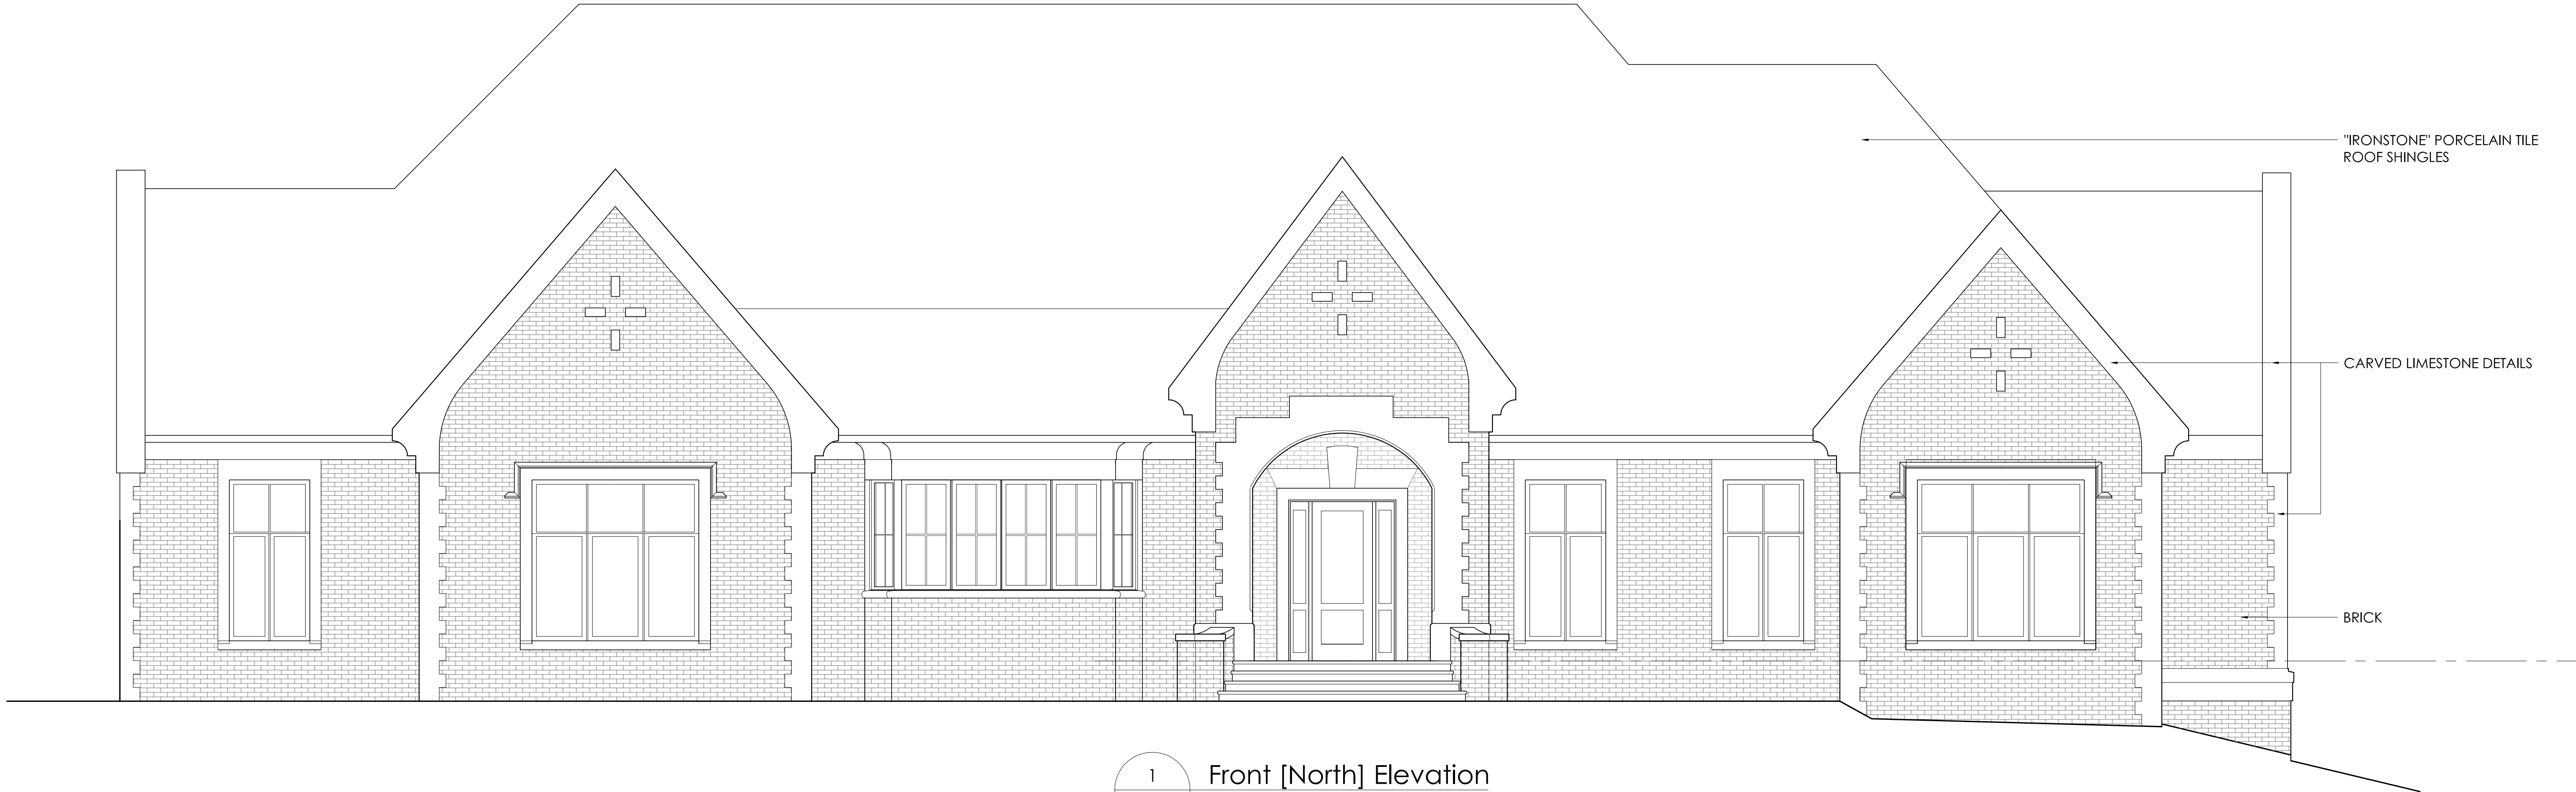 "IRONSTONE" PORCELAIN TILE
ROOF SHINGLES
CARVED LIMESTONE DETAILS
BRICK
1
Front [North] Elevation